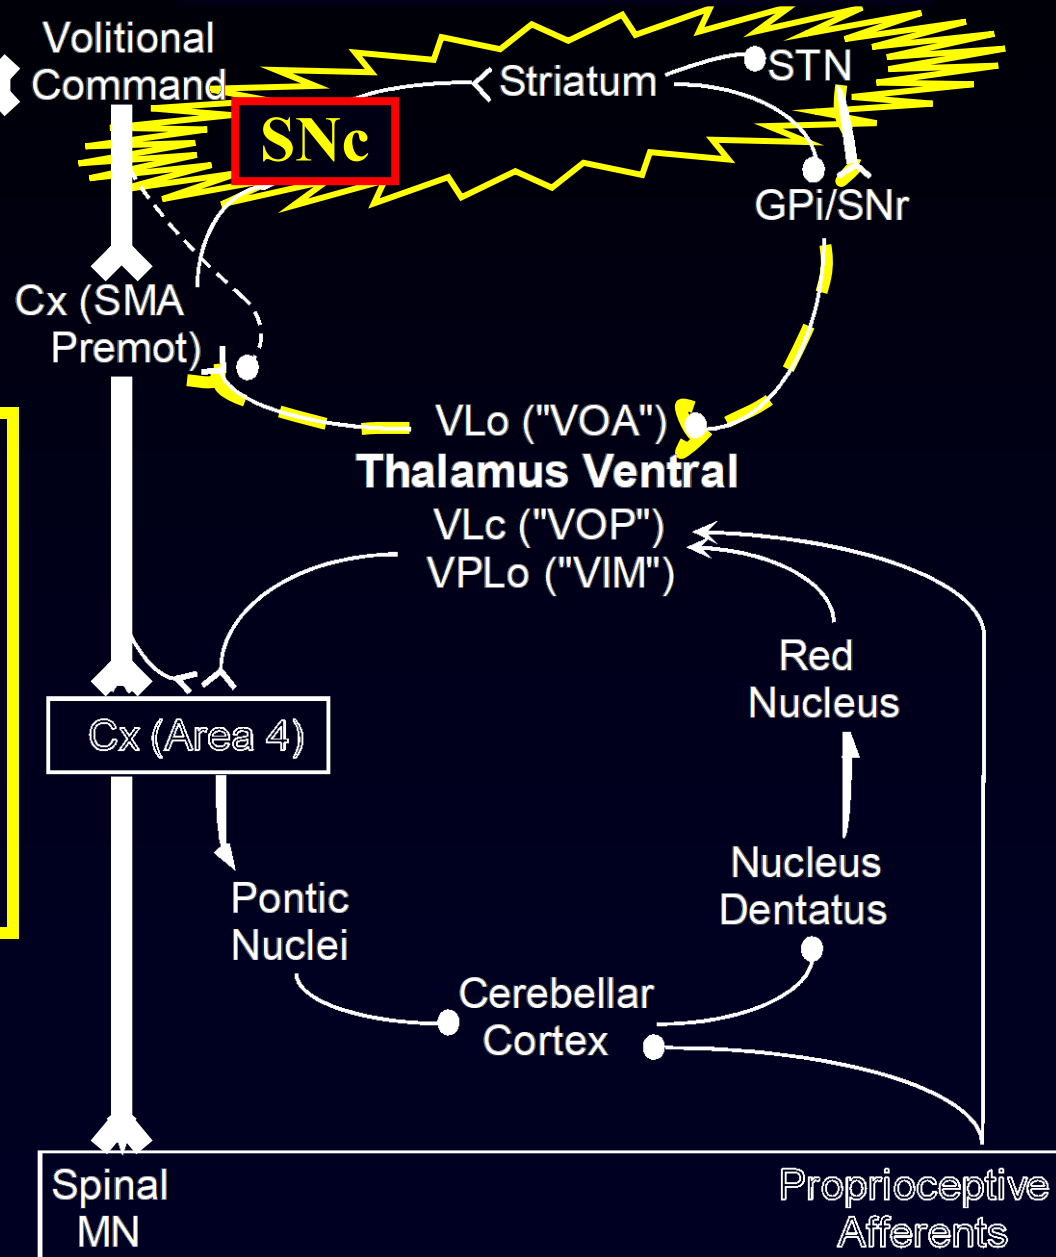 Volitional
Command
SNc
Striatum
STN
GPi/SNr
Cx (SMA
Premot)
VLo ("VOA")
Thalamus Ventral
VLc ("VOP")
VPLo ("VIM")
Red
Nucleus
Cx (Area 4)
Nucleus
Dentatus
Pontic
Nuclei
Cerebellar
Cortex
Spinal
MN
Proprioceptive
Afferents